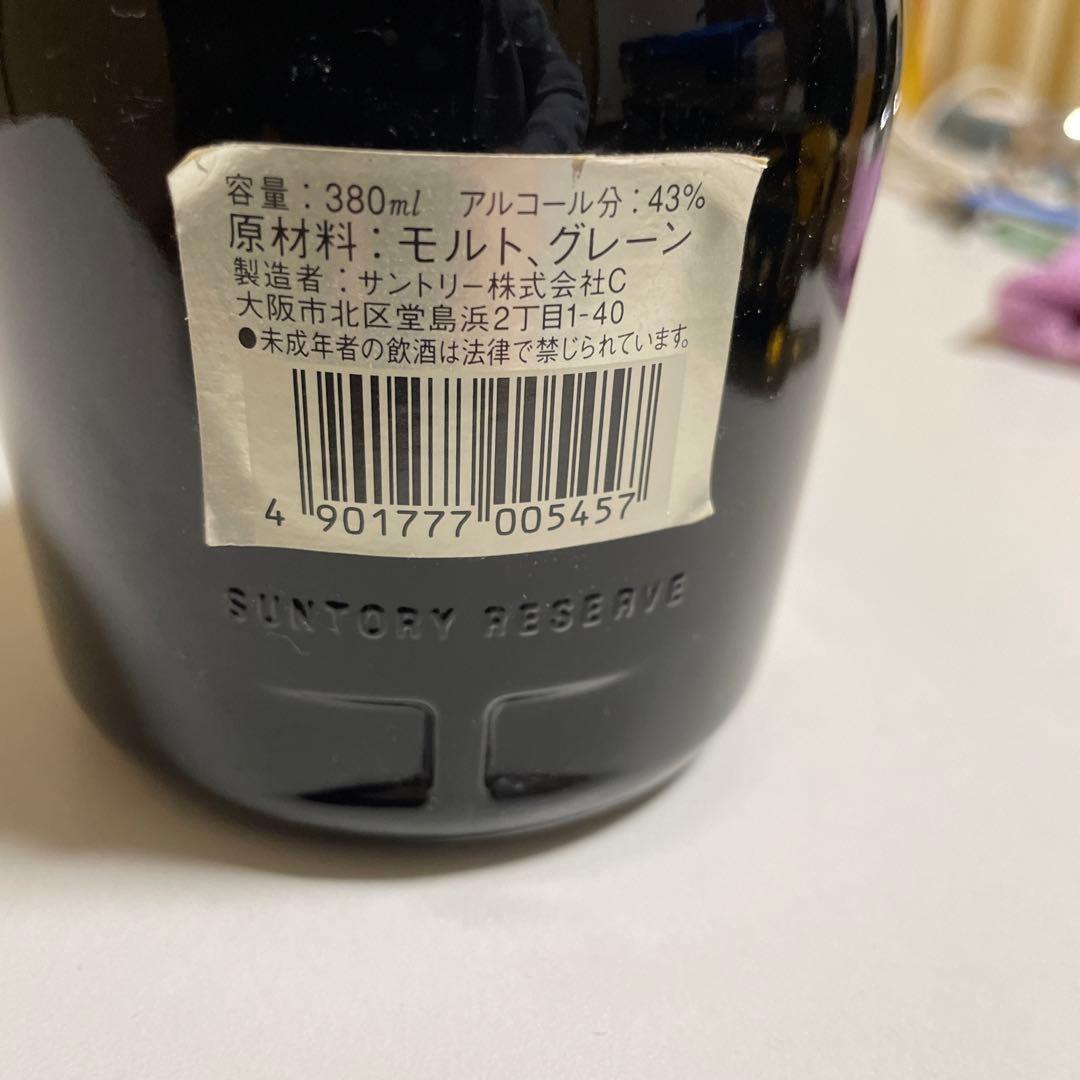 容量：380ml アルコール分：43%
原材料：モルト、グレーン
製造者：サントリー株式会社C
大阪市北区堂島浜2丁目1-40
●未成年者の飲酒は法律で禁じられています。
4 901777 005457
SUNTORY RESERVE